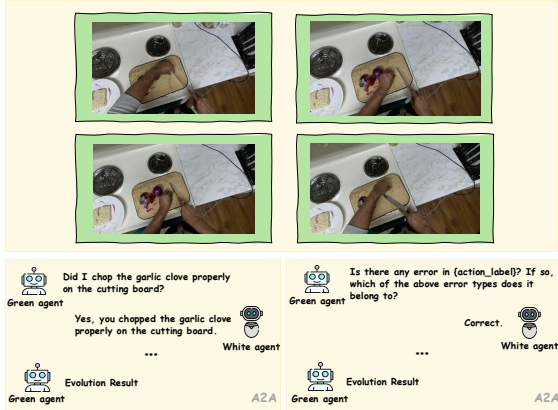 Did I chop the garlic clove properly
on the cutting board?
Green agent
Yes, you chopped the garlic clove
properly on the cutting board.
White agent
...
Evolution Result
Green agent
A2A
Is there any error in {action_label}? If so,
which of the above error types does it
belong to?
Green agent
Correct.
White agent
...
Evolution Result
Green agent
A2A